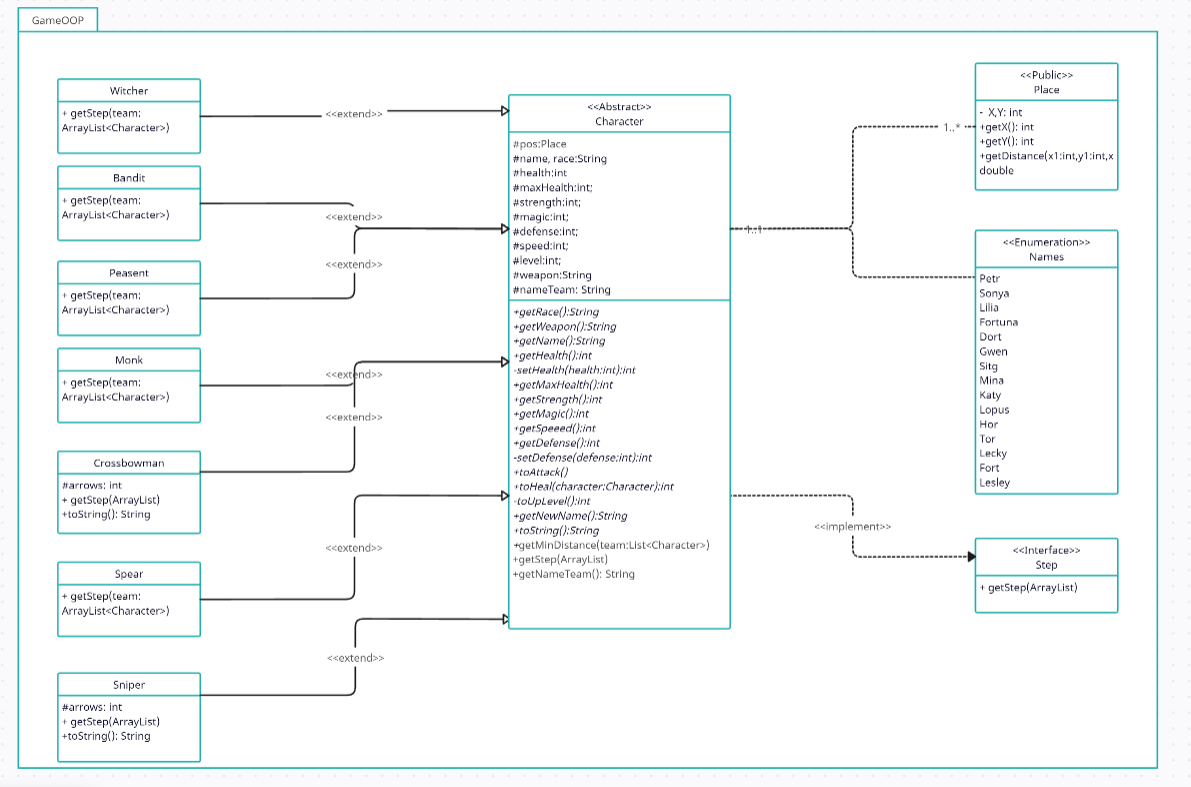 GameOOP
Witcher
+ getStep(team:
ArrayList<Character>)
<<extend>>
Bandit
+ getStep(team:
ArrayList<Character>)
<<extend>>
Peasent
+ getStep(team:
ArrayList<Character>)
<<extend>>
Monk
+ getStep(team:
ArrayList<Character>)
<<extend>>
Crossbowman
#arrows: int
+ getStep(ArrayList)
+toString(): String
<<extend>>
Spear
+ getStep(team:
ArrayList<Character>)
<<extend>>
Sniper
#arrows: int
+ getStep(ArrayList)
+toString(): String
<<extend>>
<<Abstract>>
Character
#pos:Place
#name, race:String
#health:int
#maxHealth:int;
#strength:int;
#magic:int;
#defense:int;
#speed:int;
#level:int;
#weapon:String
#nameTeam: String
+getRace():String
+getWeapon():String
+getName():String
+getHealth():int
-setHealth(health:int):int
+getMaxHealth():int
+getStrength():int
+getMagic():int
+getSpeeed():int
+getDefense():int
-setDefense(defense:int):int
+toAttack()
+toHeal(character:Character):int
-toUpLevel():int
+getNewName():String
+toString():String
+getMinDistance(team:List<Character>)
+getStep(ArrayList)
+getNameTeam(): String
1..1
1..*
<<Public>>
Place
- X,Y: int
+getX(): int
+getY(): int
+getDistance(x1:int,y1:int,x
double
<<Enumeration>>
Names
Petr
Sonya
Lilia
Fortuna
Dort
Gwen
Sitg
Mina
Katy
Lopus
Hor
Tor
Lecky
Fort
Lesley
<<implement>>
<<Interface>>
Step
+ getStep(ArrayList)